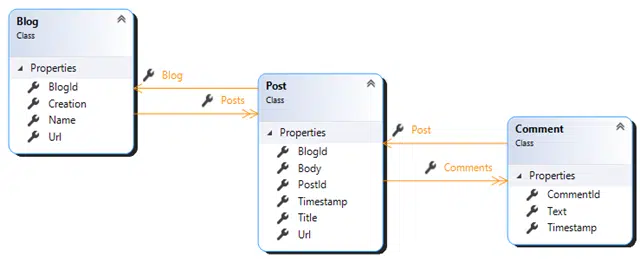 Blog
Class
Properties
BlogId
Creation
Name
Url
Blog
Posts
Post
Class
Properties
BlogId
Body
PostId
Timestamp
Title
Url
Post
Comments
Comment
Class
Properties
CommentId
Text
Timestamp